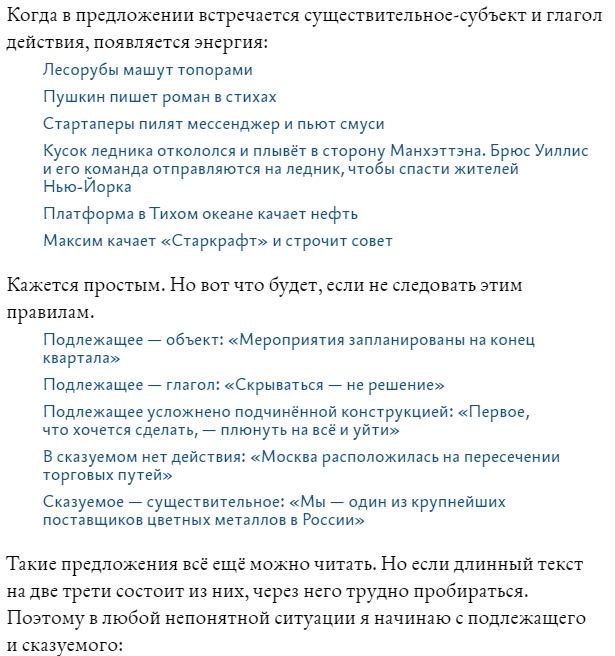 Когда в предложении встречается существительное-субъект и глагол
действия, появляется энергия:
Лесорубы машут топорами
Пушкин пишет роман в стихах
Стартаперы пилят мессенджер и пьют смуси
Кусок ледника откололся и плывёт в сторону Манхэттэна. Брюс Уиллис
и его команда отправляются на ледник, чтобы спасти жителей
Нью-Йорка
Платформа в Тихом океане качает нефть
Максим качает «Старкрафт» и строчит совет
Кажется простым. Но вот что будет, если не следовать этим
правилам.
Подлежащее — объект: «Мероприятия запланированы на конец
квартала»
Подлежащее — глагол: «Скрываться — не решение»
Подлежащее усложнено подчинённой конструкцией: «Первое,
что хочется сделать, — плюнуть на всё и уйти»
В сказуемом нет действия: «Москва расположилась на пересечении
торговых путей»
Сказуемое — существительное: «Мы — один из крупнейших
поставщиков цветных металлов в России»
Такие предложения всё ещё можно читать. Но если длинный текст
на две трети состоит из них, через него трудно пробираться.
Поэтому в любой непонятной ситуации я начинаю с подлежащего
и сказуемого: